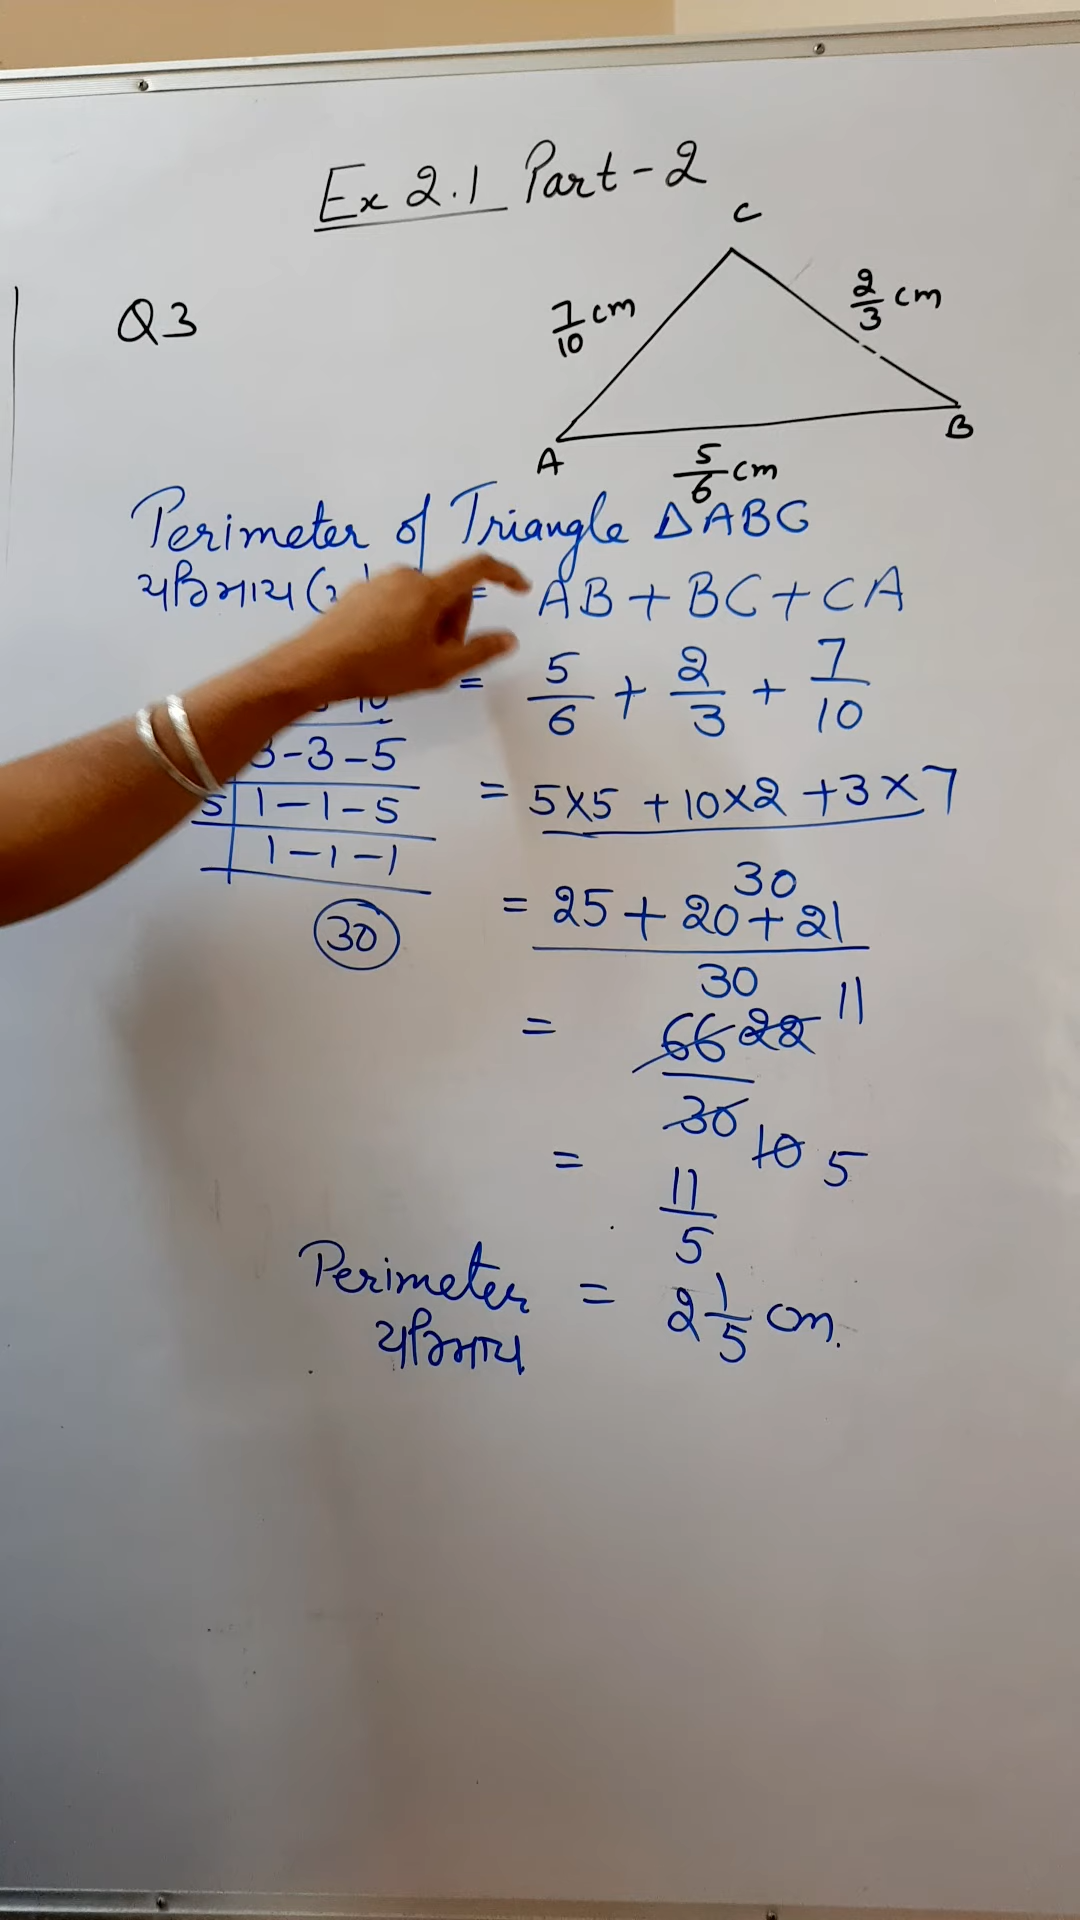 Ex 2.1 Part-2
Q3
C
7/10 cm
2/3 cm
A
B
5/6 cm
Perimeter of Triangle ΔABC
= AB + BC + CA
= 5/6 + 2/3 + 7/10
10
3-3-5
5 | 1-1-5
1-1-1
30
= 5×5 + 10×2 + 3×7
30
= 25 + 20 + 21
30
= 66 22 11
30 10 5
= 11/5
Perimeter = 2 1/5 cm.
ਪਰਿਮਾਪ